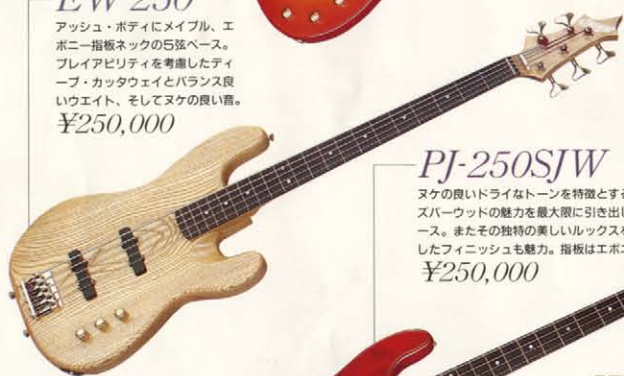 EW-250
アッシュ・ボディにメイプル、エ
ボニー指板ネックの5弦ベース。
プレイアビリティを考慮したディ
ープ・カッタウェイとバランス良
いウエイト、そしてヌケの良い音。
¥250,000
PJ-250SJW
ヌケの良いドライなトーンを特徴とする
ズバーウッドの魅力を最大限に引き出し
ース。またその独特の美しいルックスを
したフィニッシュも魅力。指板はエボニ
¥250,000